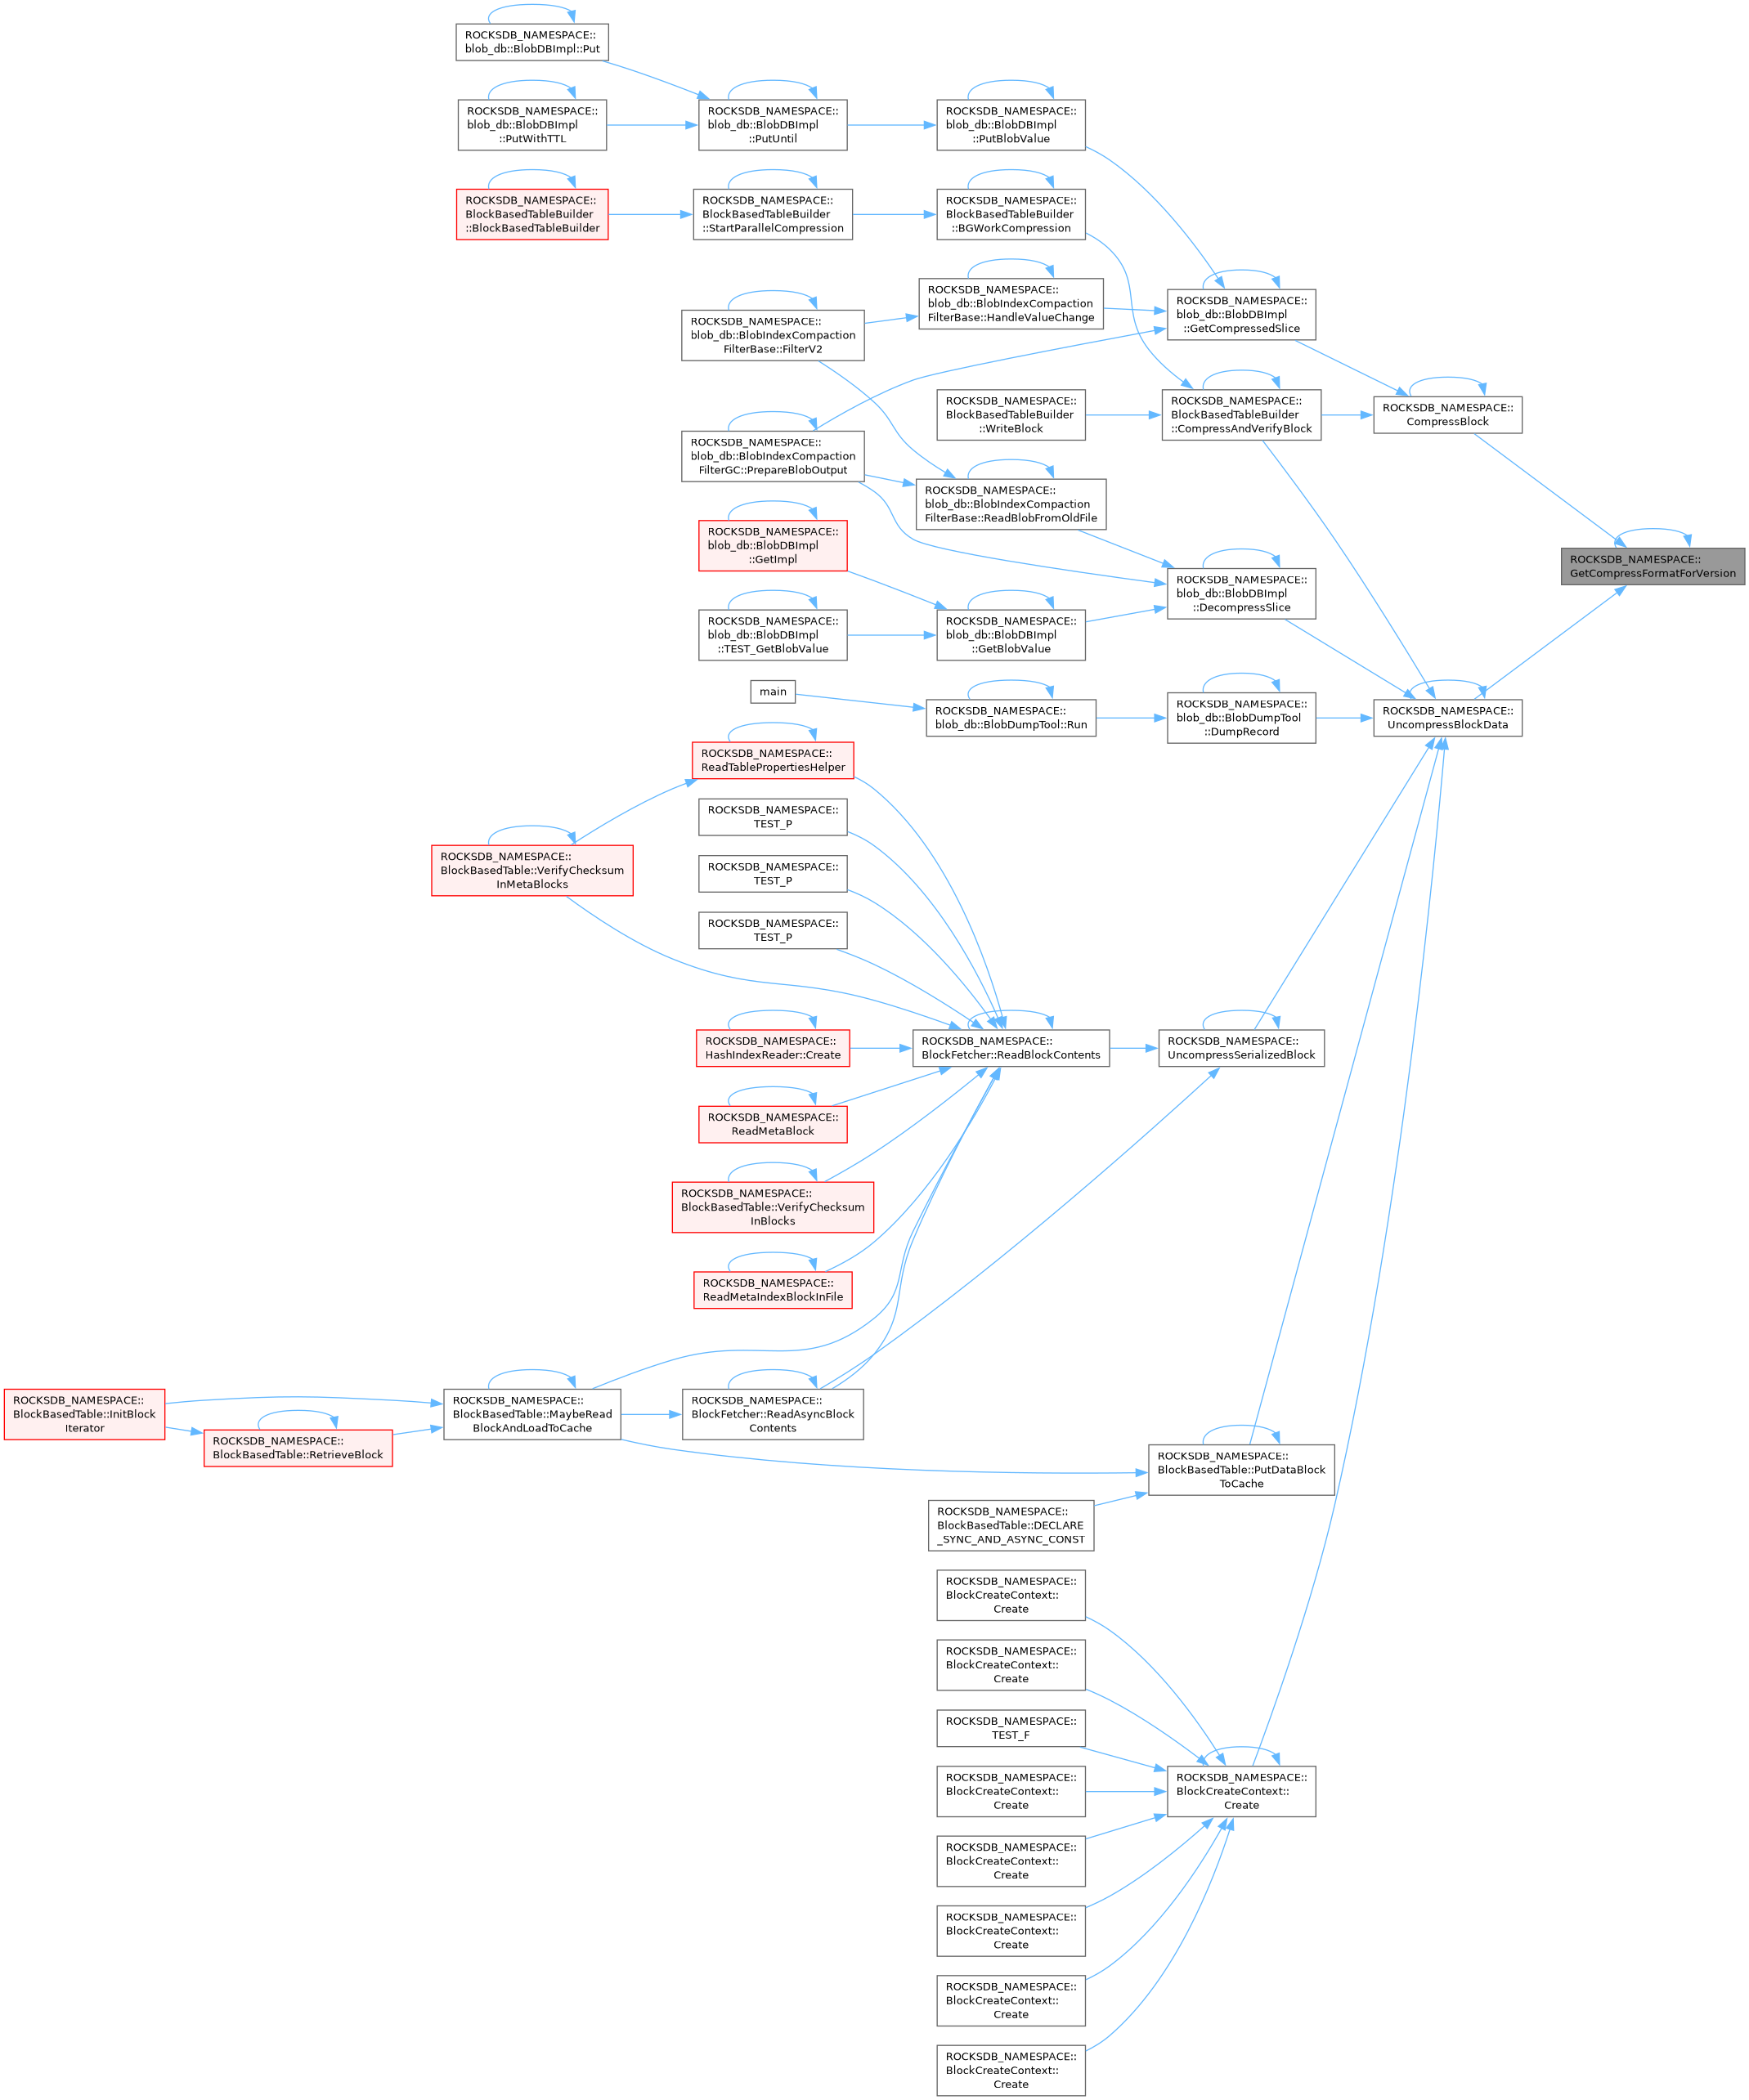 ROCKSDB_NAMESPACE::
blob_db::BlobDBImpl::Put
ROCKSDB_NAMESPACE::
blob_db::BlobDBImpl
::PutWithTTL
ROCKSDB_NAMESPACE::
blob_db::BlobDBImpl
::PutUntil
ROCKSDB_NAMESPACE::
blob_db::BlobDBImpl
::PutBlobValue
ROCKSDB_NAMESPACE::
BlockBasedTableBuilder
::BlockBasedTableBuilder
ROCKSDB_NAMESPACE::
BlockBasedTableBuilder
::StartParallelCompression
ROCKSDB_NAMESPACE::
BlockBasedTableBuilder
::BGWorkCompression
ROCKSDB_NAMESPACE::
blob_db::BlobIndexCompaction
FilterBase::HandleValueChange
ROCKSDB_NAMESPACE::
blob_db::BlobDBImpl
::GetCompressedSlice
ROCKSDB_NAMESPACE::
blob_db::BlobIndexCompaction
FilterBase::FilterV2
ROCKSDB_NAMESPACE::
BlockBasedTableBuilder
::WriteBlock
ROCKSDB_NAMESPACE::
BlockBasedTableBuilder
::CompressAndVerifyBlock
ROCKSDB_NAMESPACE::
CompressBlock
ROCKSDB_NAMESPACE::
blob_db::BlobIndexCompaction
FilterGC::PrepareBlobOutput
ROCKSDB_NAMESPACE::
blob_db::BlobIndexCompaction
FilterBase::ReadBlobFromOldFile
ROCKSDB_NAMESPACE::
blob_db::BlobDBImpl
::GetImpl
ROCKSDB_NAMESPACE::
GetCompressFormatForVersion
ROCKSDB_NAMESPACE::
blob_db::BlobDBImpl
::DecompressSlice
ROCKSDB_NAMESPACE::
blob_db::BlobDBImpl
::TEST_GetBlobValue
ROCKSDB_NAMESPACE::
blob_db::BlobDBImpl
::GetBlobValue
main
ROCKSDB_NAMESPACE::
blob_db::BlobDumpTool::Run
ROCKSDB_NAMESPACE::
blob_db::BlobDumpTool
::DumpRecord
ROCKSDB_NAMESPACE::
UncompressBlockData
ROCKSDB_NAMESPACE::
ReadTablePropertiesHelper
ROCKSDB_NAMESPACE::
TEST_P
ROCKSDB_NAMESPACE::
BlockBasedTable::VerifyChecksum
InMetaBlocks
ROCKSDB_NAMESPACE::
TEST_P
ROCKSDB_NAMESPACE::
TEST_P
ROCKSDB_NAMESPACE::
HashIndexReader::Create
ROCKSDB_NAMESPACE::
BlockFetcher::ReadBlockContents
ROCKSDB_NAMESPACE::
UncompressSerializedBlock
ROCKSDB_NAMESPACE::
ReadMetaBlock
ROCKSDB_NAMESPACE::
BlockBasedTable::VerifyChecksum
InBlocks
ROCKSDB_NAMESPACE::
ReadMetaIndexBlockInFile
ROCKSDB_NAMESPACE::
BlockBasedTable::InitBlock
Iterator
ROCKSDB_NAMESPACE::
BlockBasedTable::RetrieveBlock
ROCKSDB_NAMESPACE::
BlockBasedTable::MaybeRead
BlockAndLoadToCache
ROCKSDB_NAMESPACE::
BlockFetcher::ReadAsyncBlock
Contents
ROCKSDB_NAMESPACE::
BlockBasedTable::PutDataBlock
ToCache
ROCKSDB_NAMESPACE::
BlockBasedTable::DECLARE
_SYNC_AND_ASYNC_CONST
ROCKSDB_NAMESPACE::
BlockCreateContext::
Create
ROCKSDB_NAMESPACE::
BlockCreateContext::
Create
ROCKSDB_NAMESPACE::
TEST_F
ROCKSDB_NAMESPACE::
BlockCreateContext::
Create
ROCKSDB_NAMESPACE::
BlockCreateContext::
Create
ROCKSDB_NAMESPACE::
BlockCreateContext::
Create
ROCKSDB_NAMESPACE::
BlockCreateContext::
Create
ROCKSDB_NAMESPACE::
BlockCreateContext::
Create
ROCKSDB_NAMESPACE::
BlockCreateContext::
Create